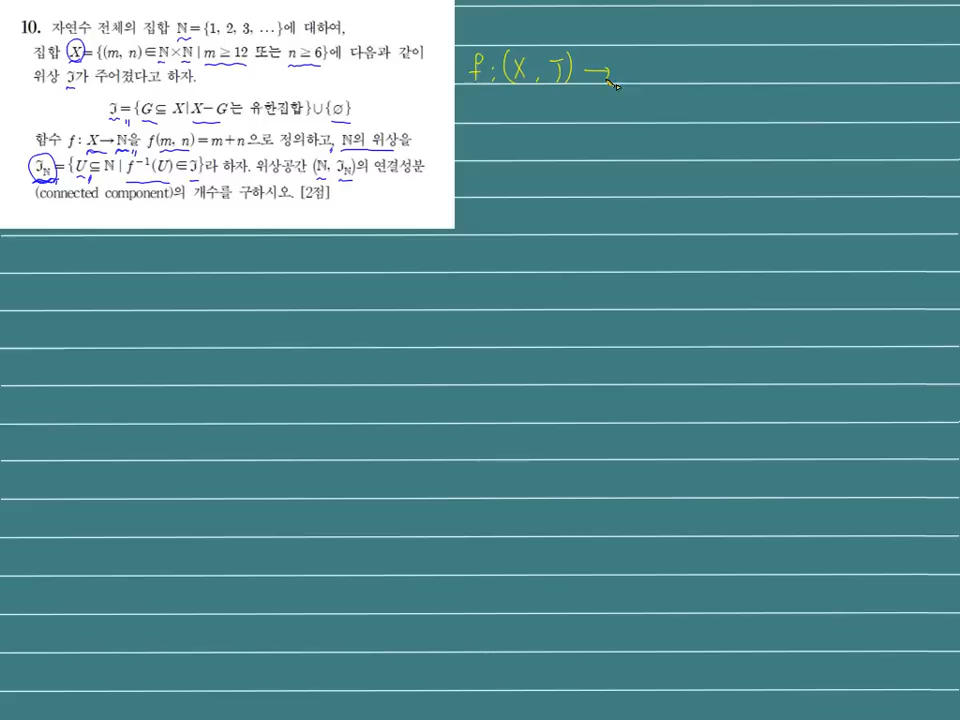 10. 자연수 전체의 집합 ℕ={1, 2, 3, …}에 대하여,
집합 X={(m, n)∈ℕ×ℕ | m≥12 또는 n≥6}에 다음과 같이
위상 𝔍가 주어졌다고 하자.
𝔍={G⊆X | X−G는 유한집합}∪{∅}
함수 f : X→ℕ을 f(m, n)=m+n으로 정의하고, ℕ의 위상을
𝔍_ℕ={U⊆ℕ | f⁻¹(U)∈𝔍}라 하자. 위상공간 (ℕ, 𝔍_ℕ)의 연결성분
(connected component)의 개수를 구하시오. [2점]
f : (X, J) →